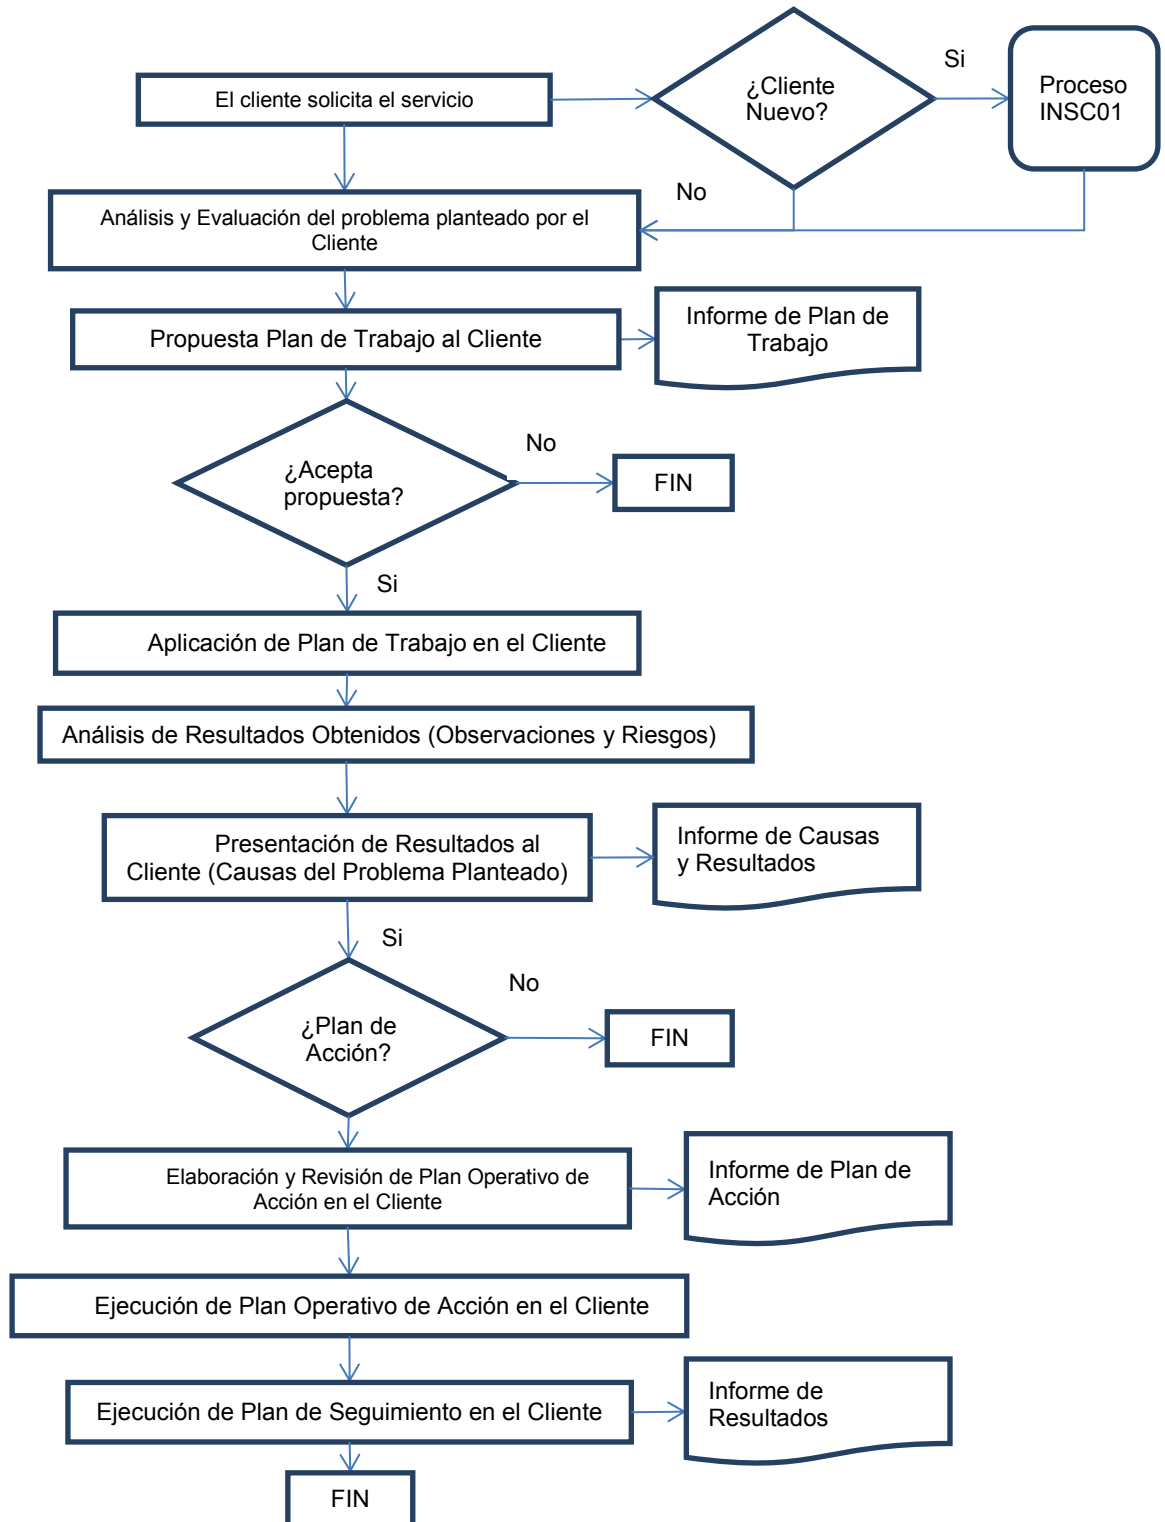 El cliente solicita el servicio
¿Cliente
Nuevo?
Si
Proceso
INSC01
No
Análisis y Evaluación del problema planteado por el
Cliente
Propuesta Plan de Trabajo al Cliente
Informe de Plan de
Trabajo
¿Acepta
propuesta?
No
FIN
Si
Aplicación de Plan de Trabajo en el Cliente
Análisis de Resultados Obtenidos (Observaciones y Riesgos)
Presentación de Resultados al
Cliente (Causas del Problema Planteado)
Informe de Causas
y Resultados
Si
¿Plan de
Acción?
No
FIN
Elaboración y Revisión de Plan Operativo de
Acción en el Cliente
Informe de Plan de
Acción
Ejecución de Plan Operativo de Acción en el Cliente
Ejecución de Plan de Seguimiento en el Cliente
Informe de
Resultados
FIN